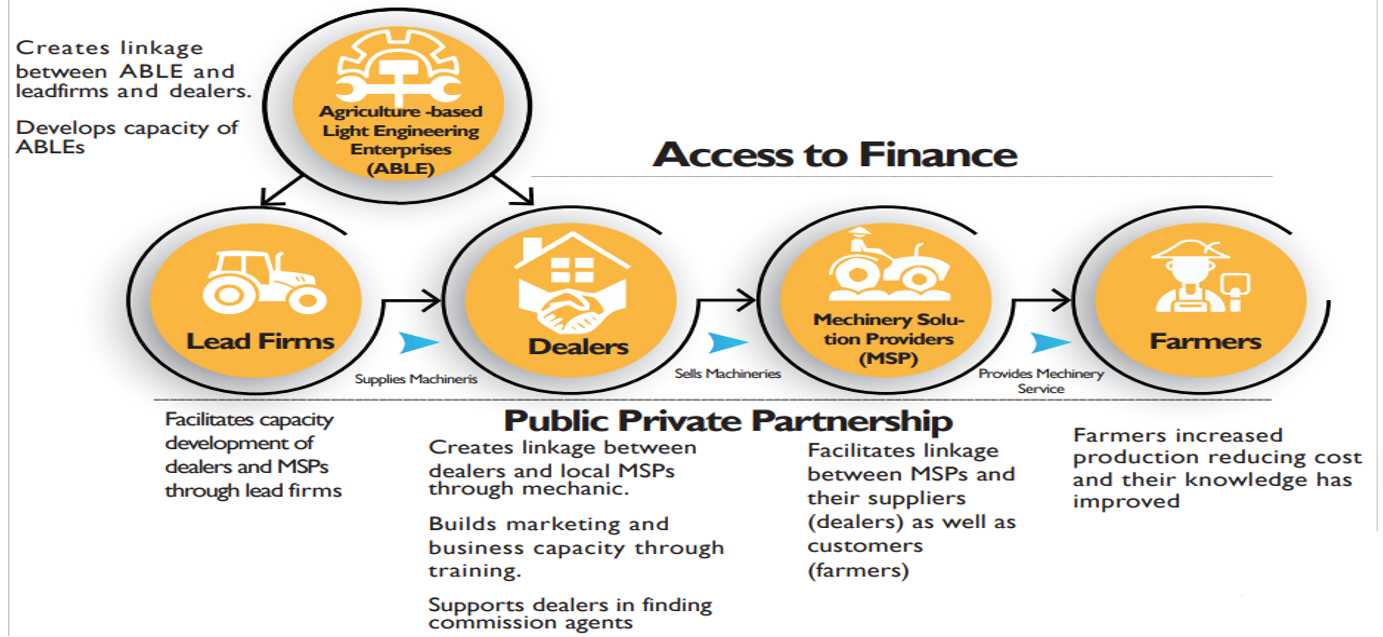 Creates linkage
between ABLE and
leadfirms and dealers.
Develops capacity of
ABLEs
Agriculture -based
Light Engineering
Enterprises
(ABLE)
Access to Finance
Lead Firms
Supplies Machineris
Dealers
Sells Machineries
Mechinery Solu-
tion Providers
(MSP)
Provides Mechinery
Service
Farmers
Public Private Partnership
Facilitates capacity
development of
dealers and MSPs
through lead firms
Creates linkage between
dealers and local MSPs
through mechanic.
Builds marketing and
business capacity through
training.
Supports dealers in finding
commission agents
Facilitates linkage
between MSPs and
their suppliers
(dealers) as well as
customers
(farmers)
Farmers increased
production reducing cost
and their knowledge has
improved